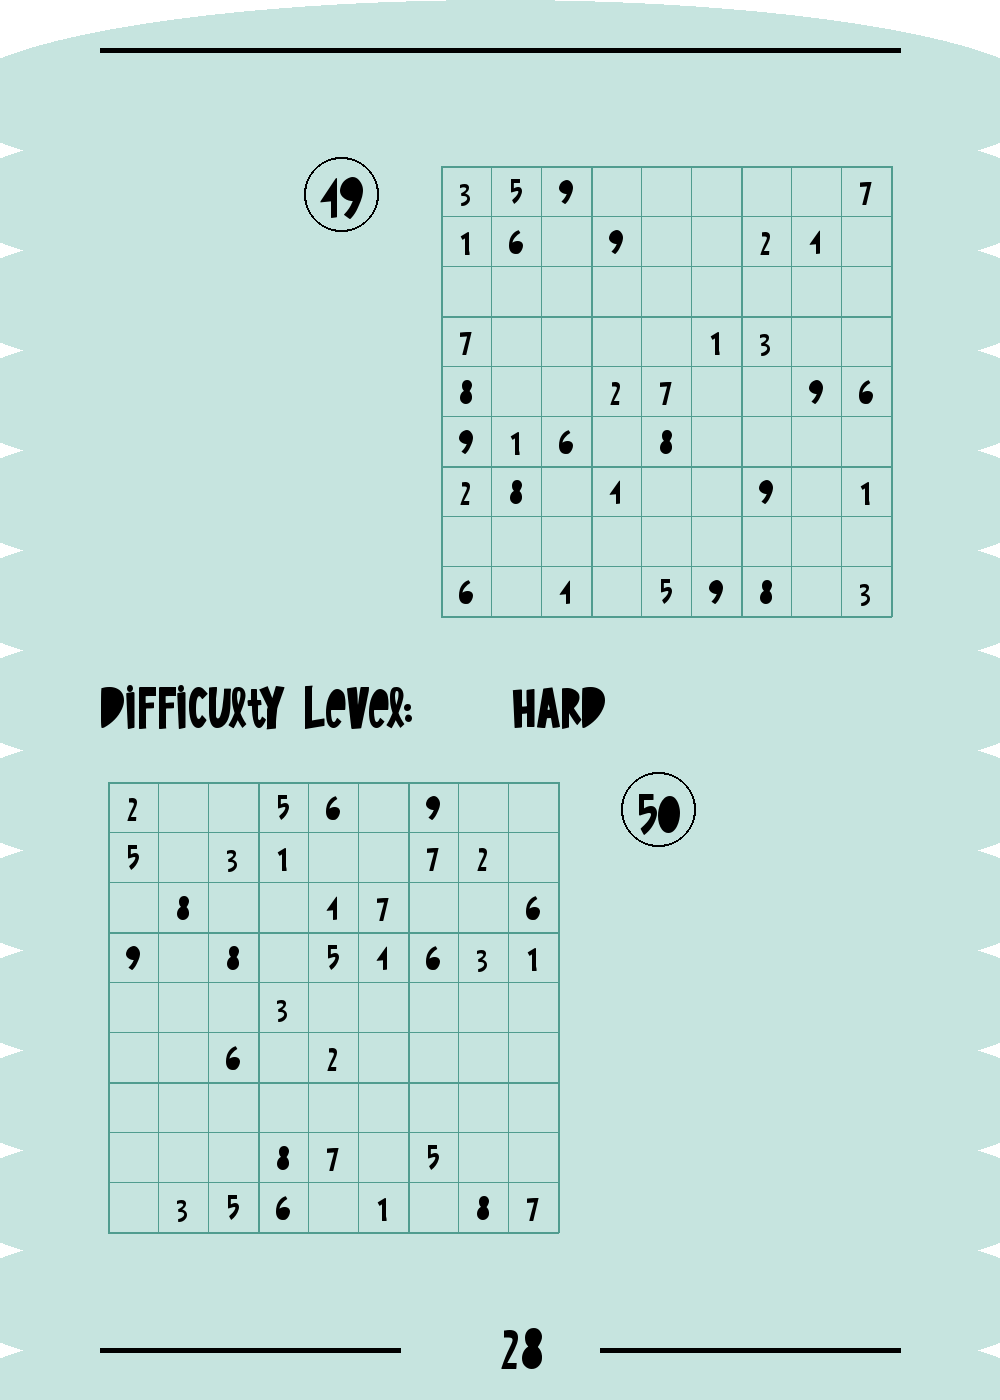 49
3 5 9 7
1 6 9 2 4
7 1 3
8 2 7 9 6
9 1 6 8
2 8 4 9 1
6 4 5 9 8 3
Difficulty Level: HARD
50
2 5 6 9
5 3 1 7 2
8 4 7 6
9 8 5 4 6 3 1
3
6 2
8 7 5
3 5 6 1 8 7
28